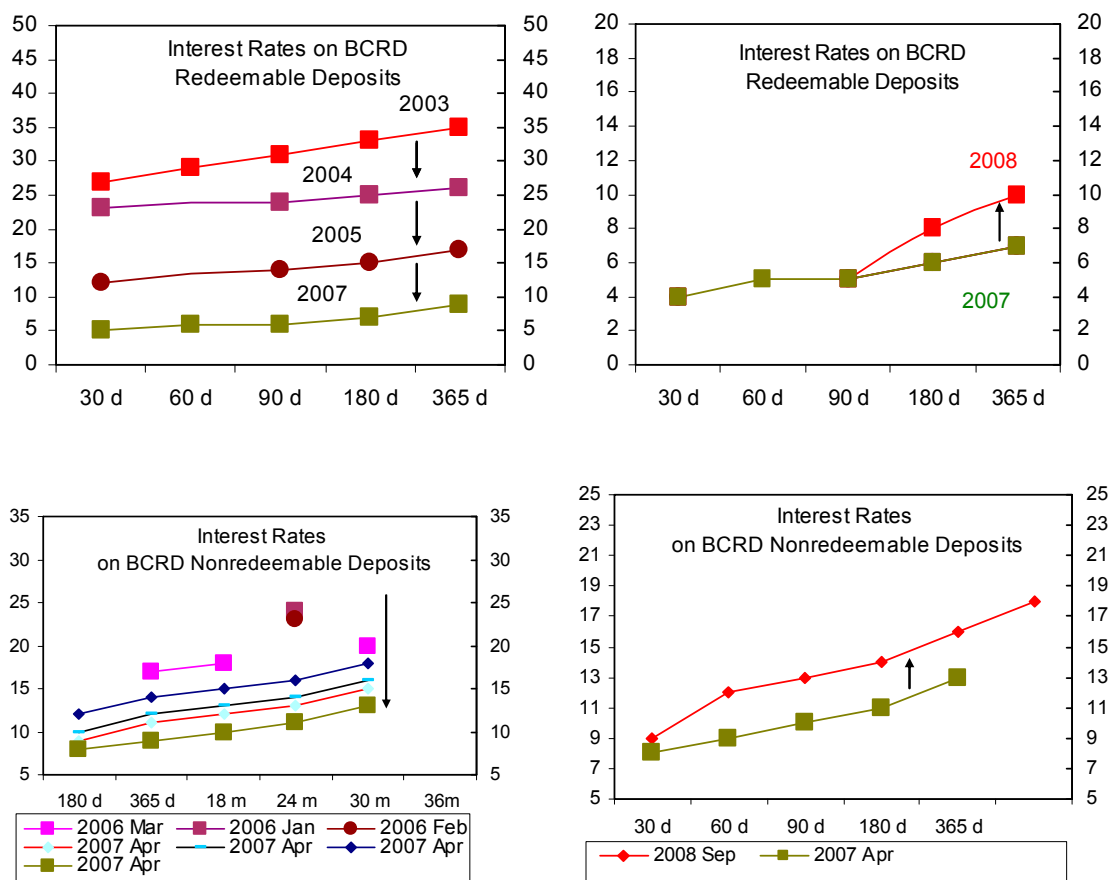 Interest Rates on BCRD
Redeemable Deposits
50 50
45 45
40 40
35 35
30 30
25 25
20 20
15 15
10 10
5 5
0 0
2003
2004
2005
2007
30 d 60 d 90 d 180 d 365 d
Interest Rates on BCRD
Redeemable Deposits
20 20
18 18
16 16
14 14
12 12
10 10
8 8
6 6
4 4
2 2
0 0
2008
2007
30 d 60 d 90 d 180 d 365 d
Interest Rates
on BCRD Nonredeemable Deposits
35 35
30 30
25 25
20 20
15 15
10 10
5 5
180 d 365 d 18 m 24 m 30 m 36m
2006 Mar 2006 Jan 2006 Feb
2007 Apr 2007 Apr 2007 Apr
2007 Apr
Interest Rates
on BCRD Nonredeemable Deposits
25 25
23 23
21 21
19 19
17 17
15 15
13 13
11 11
9 9
7 7
5 5
30 d 60 d 90 d 180 d 365 d
2008 Sep 2007 Apr